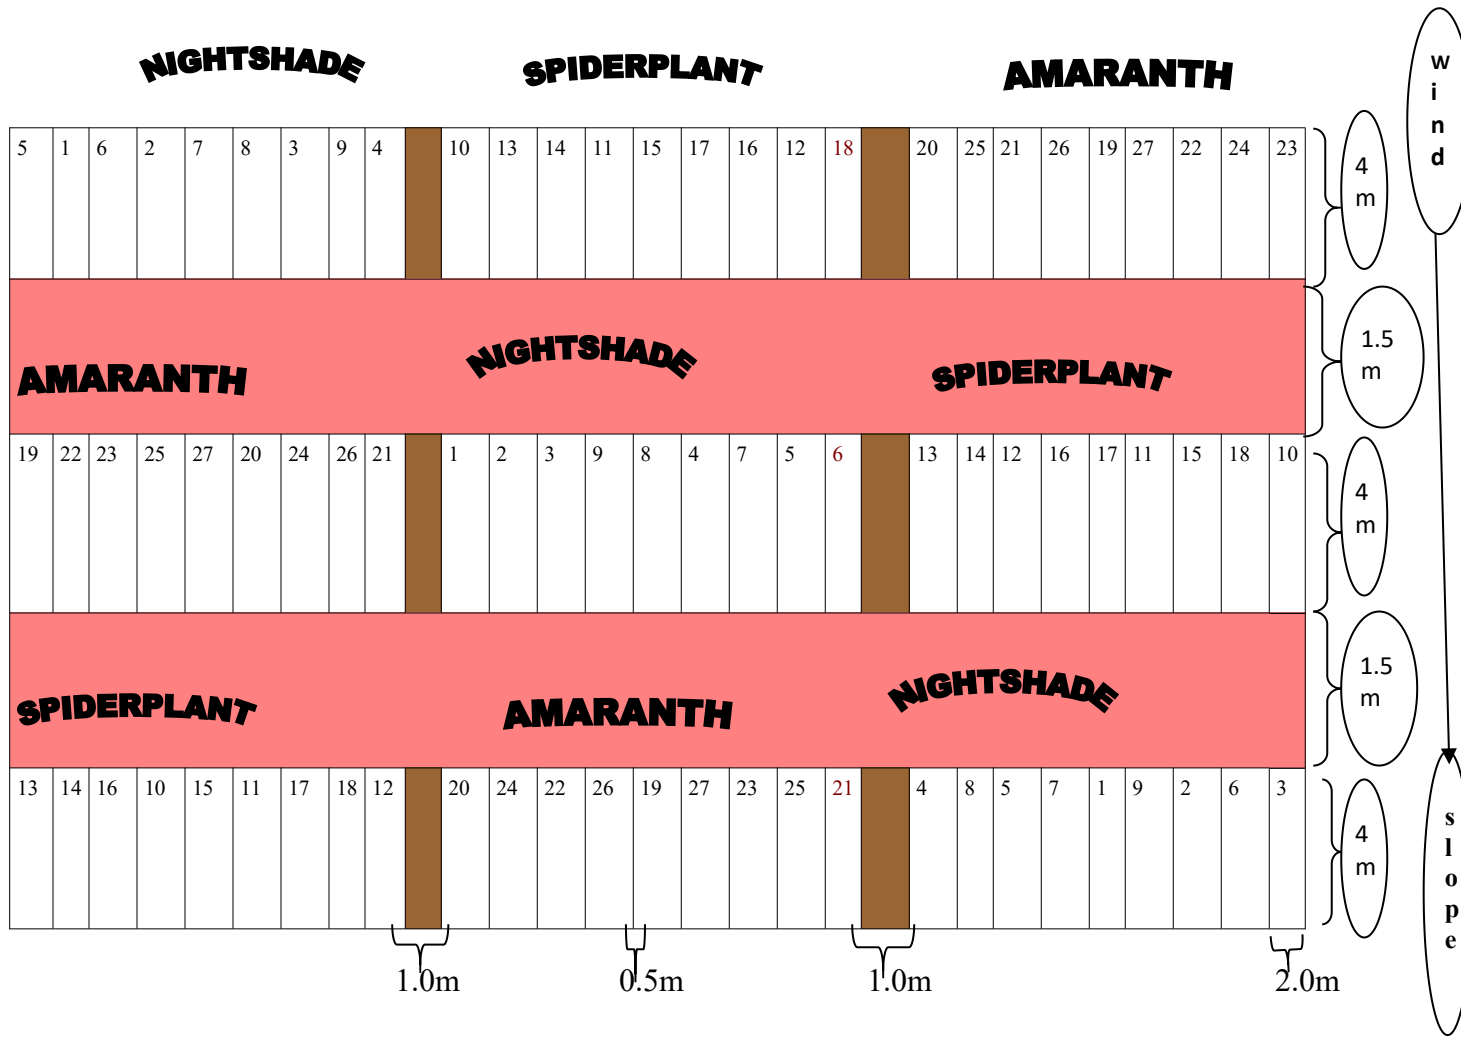 NIGHTSHADE SPIDERPLANT AMARANTH
5 1 6 2 7 8 3 9 4 10 13 14 11 15 17 16 12 18 20 25 21 26 19 27 22 24 23
4 m
wind
AMARANTH NIGHTSHADE SPIDERPLANT
1.5 m
19 22 23 25 27 20 24 26 21 1 2 3 9 8 4 7 5 6 13 14 12 16 17 11 15 18 10
4 m
SPIDERPLANT AMARANTH NIGHTSHADE
1.5 m
13 14 16 10 15 11 17 18 12 20 24 22 26 19 27 23 25 21 4 8 5 7 1 9 2 6 3
4 m
slope
1.0m 0.5m 1.0m 2.0m